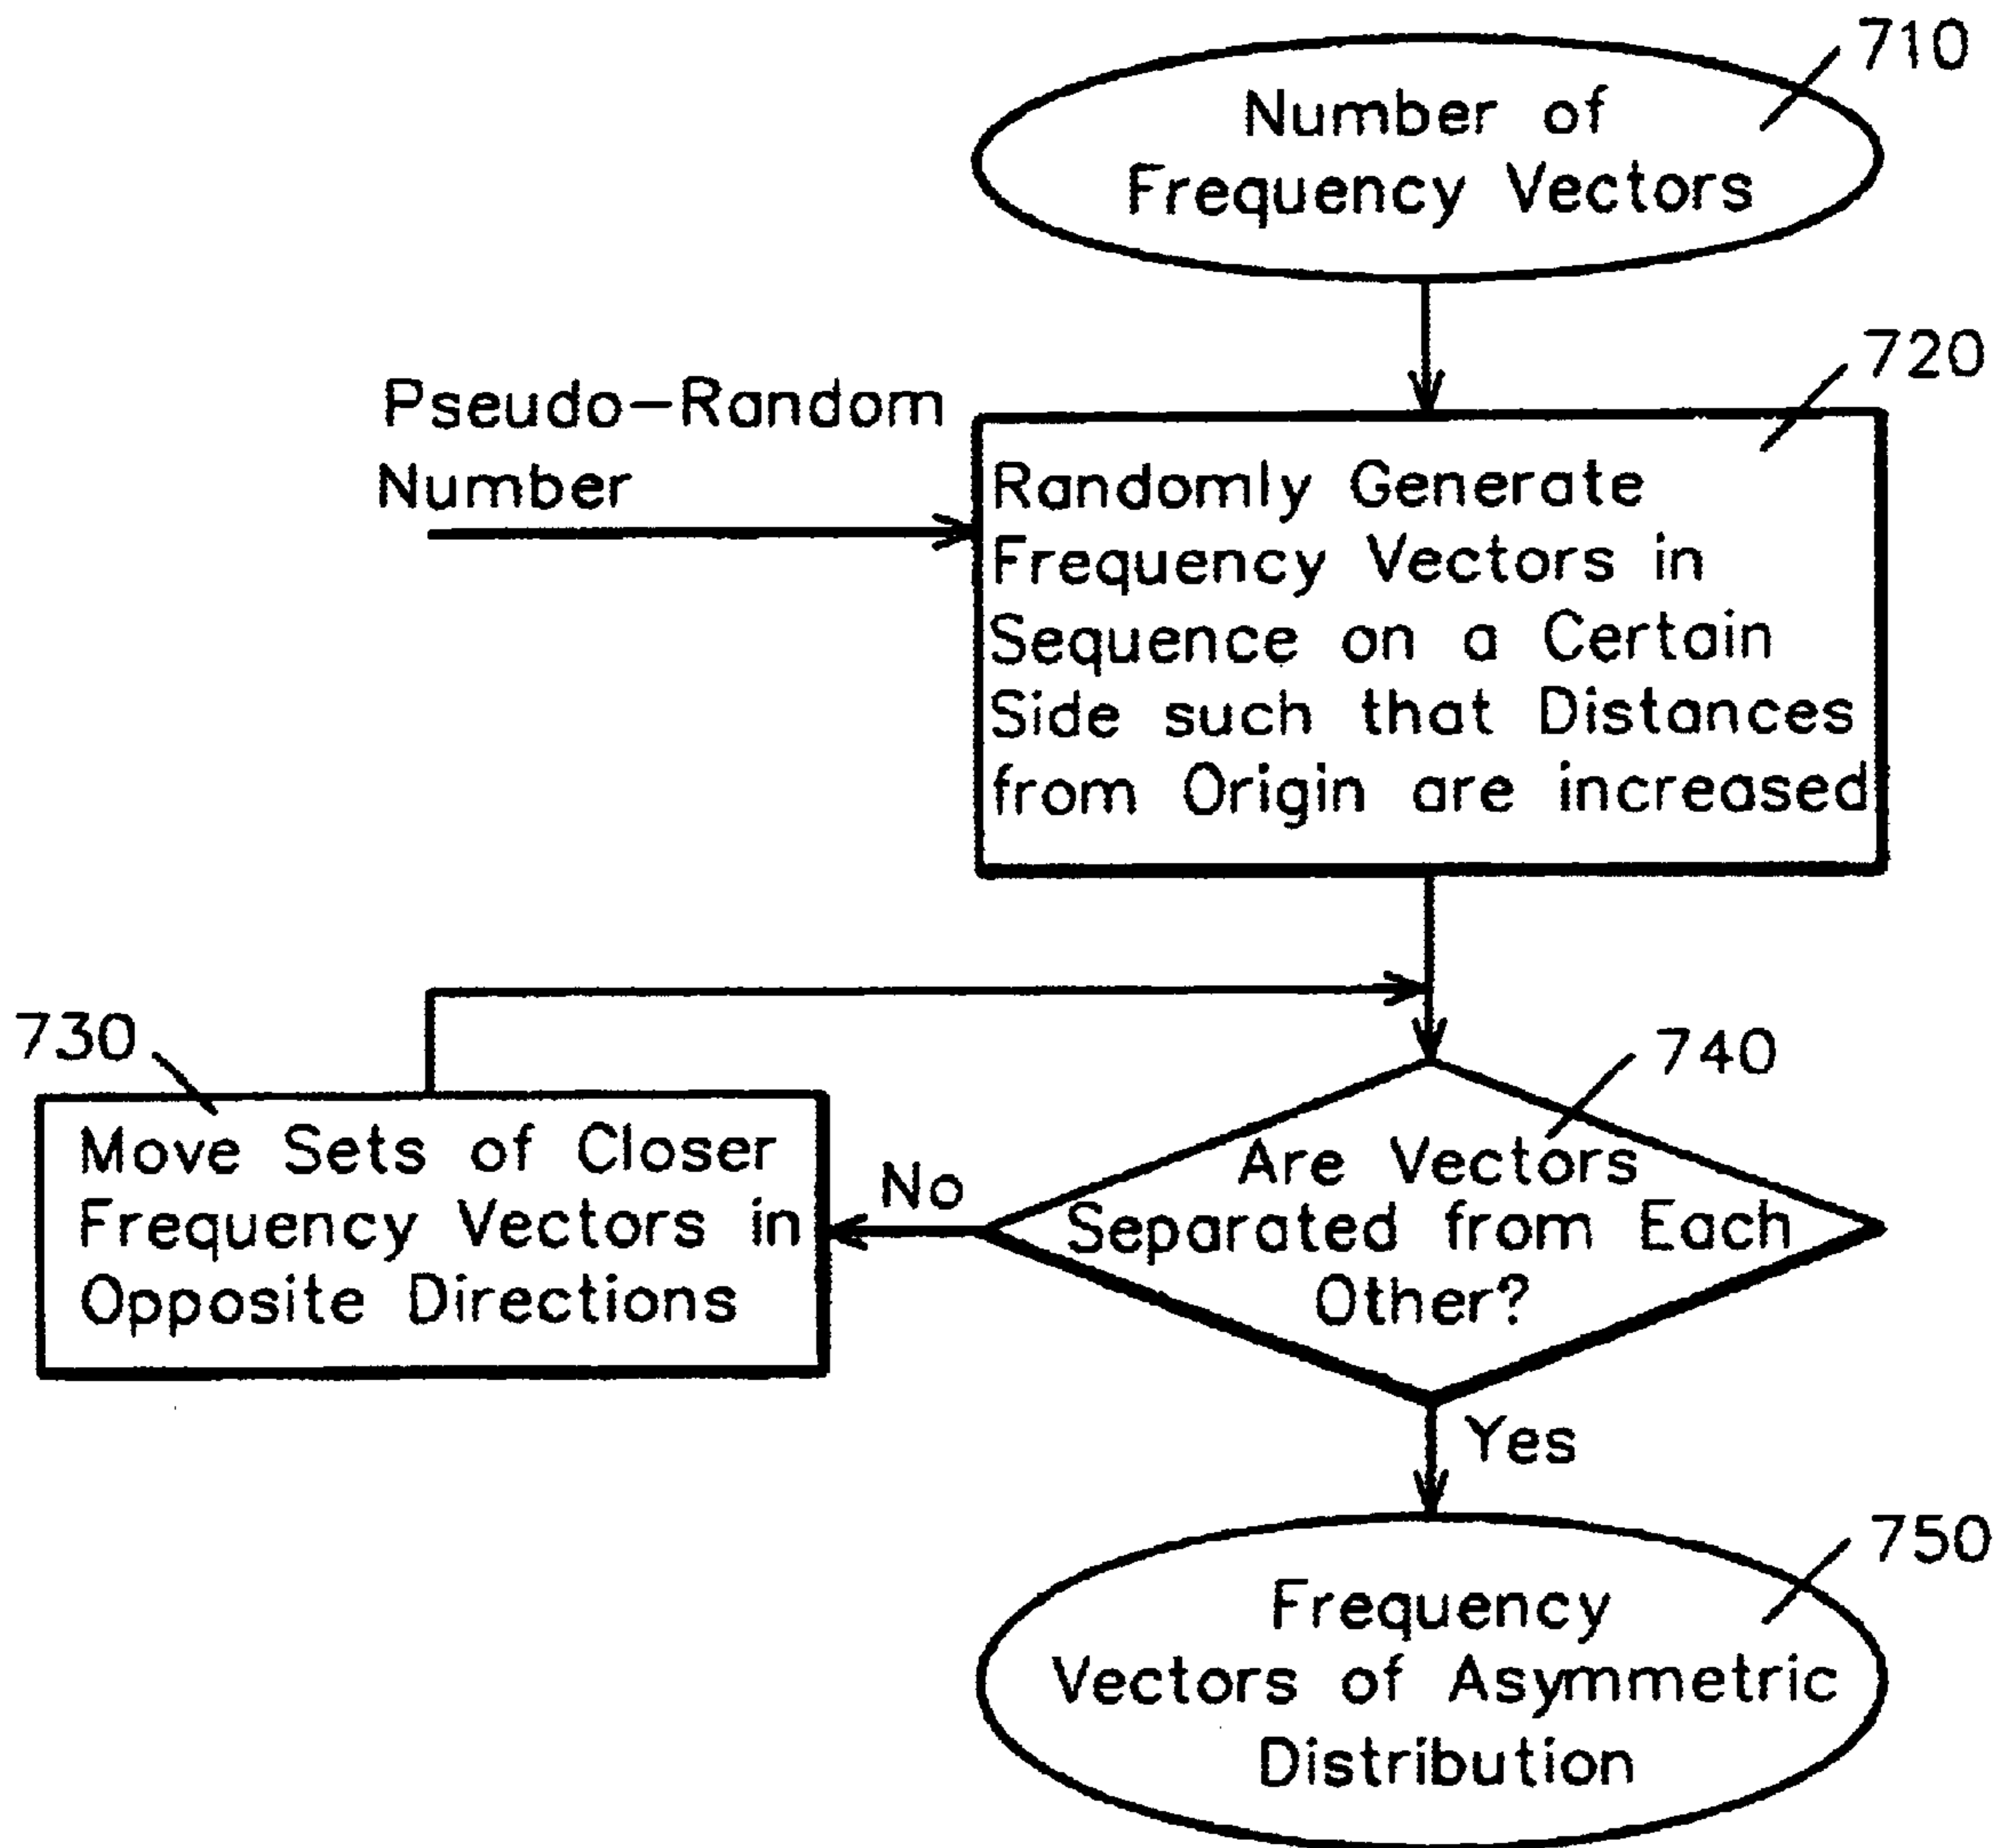 710
Number of
Frequency Vectors
720
Pseudo-Random
Number
Randomly Generate
Frequency Vectors in
Sequence on a Certain
Side such that Distances
from Origin are increased
730
Move Sets of Closer
Frequency Vectors in
Opposite Directions
No
740
Are Vectors
Separated from Each
Other?
Yes
750
Frequency
Vectors of Asymmetric
Distribution